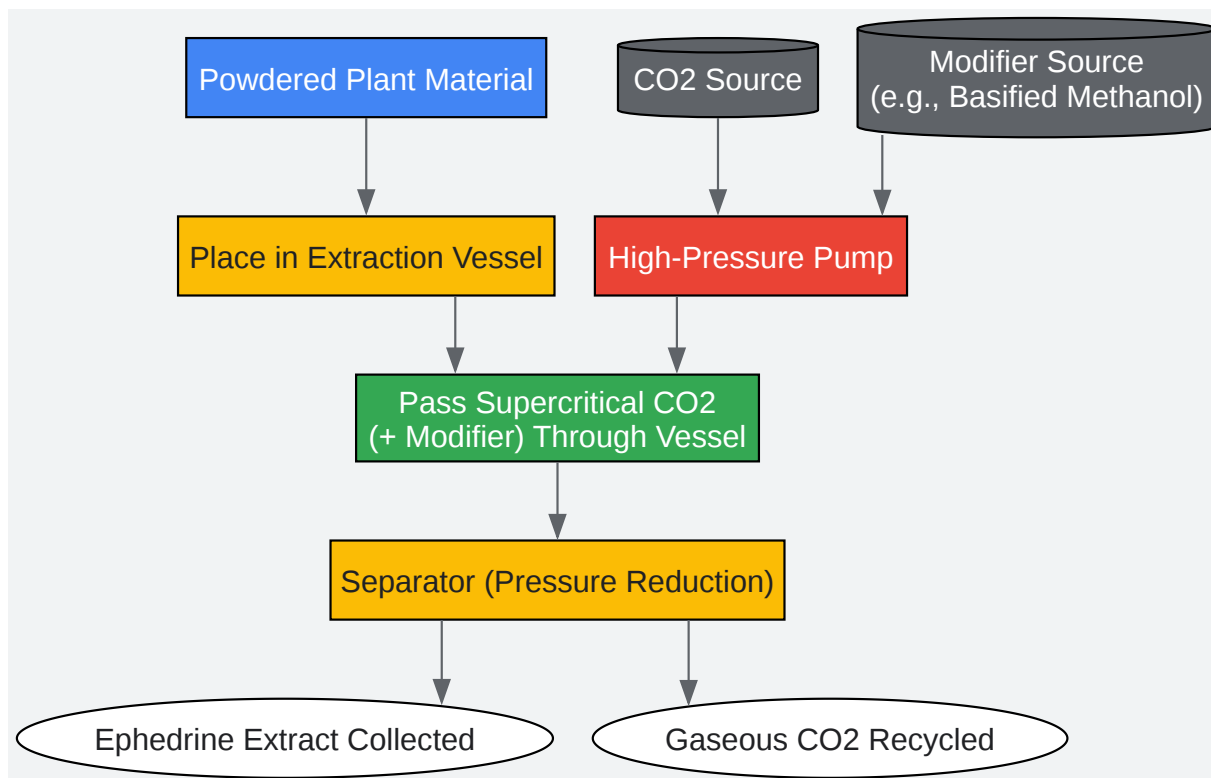 Powdered Plant Material
CO2 Source
Modifier Source
(e.g., Basified Methanol)
Place in Extraction Vessel
High-Pressure Pump
Pass Supercritical CO2
(+ Modifier) Through Vessel
Separator (Pressure Reduction)
Ephedrine Extract Collected
Gaseous CO2 Recycled